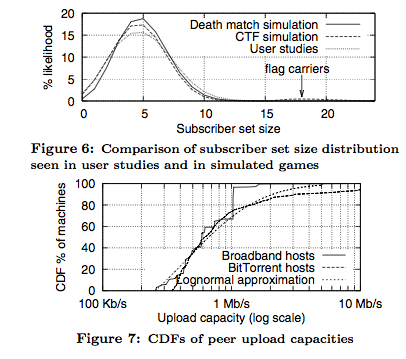 20
15
10
5
0
% likelihood
Death match simulation
CTF simulation
User studies
flag carriers
0 5 10 15 20
Subscriber set size
Figure 6: Comparison of subscriber set size distribution
seen in user studies and in simulated games
100
80
60
40
20
0
CDF % of machines
Broadband hosts
BitTorrent hosts
Lognormal approximation
100 Kb/s 1 Mb/s 10 Mb/s
Upload capacity (log scale)
Figure 7: CDFs of peer upload capacities